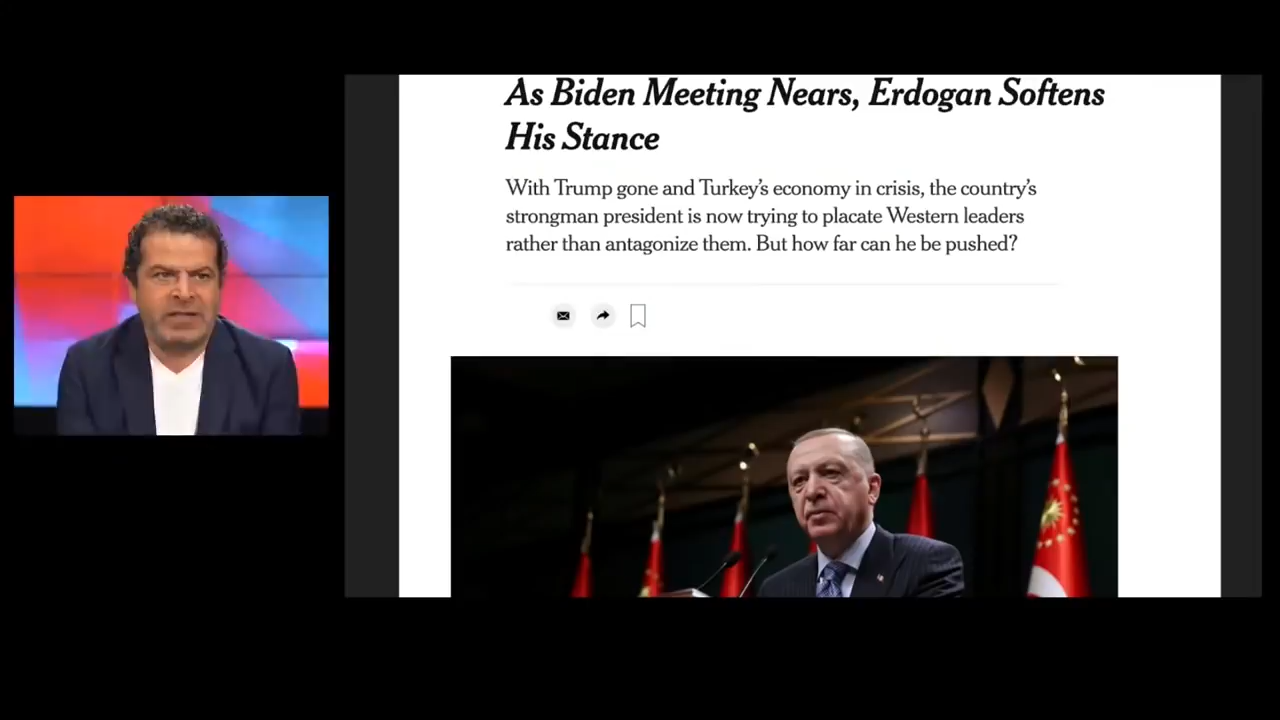 As Biden Meeting Nears, Erdogan Softens
His Stance
With Trump gone and Turkey's economy in crisis, the country's
strongman president is now trying to placate Western leaders
rather than antagonize them. But how far can he be pushed?